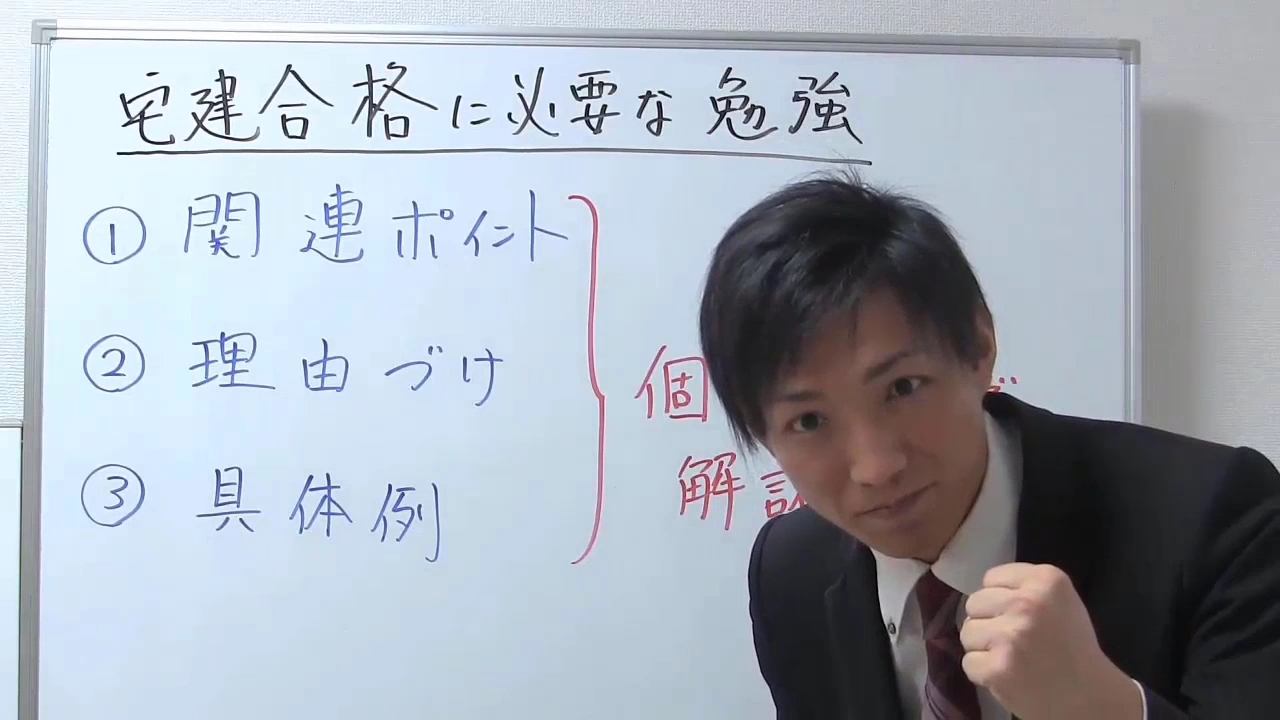 宅建合格に必要な勉強
① 関連ポイント
② 理由づけ
③ 具体例
個
解説